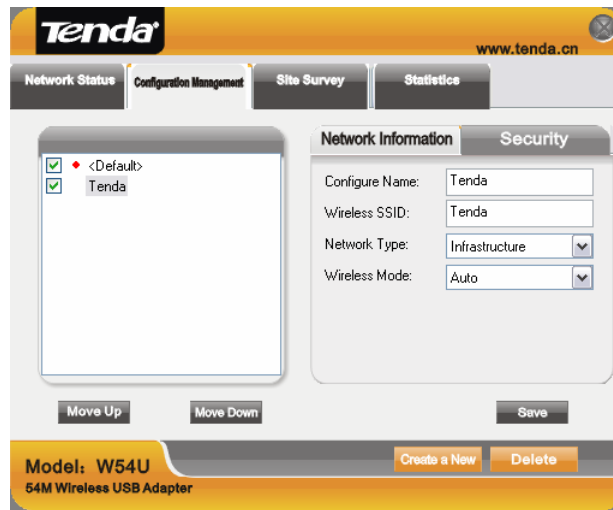 Tenda
www.tenda.cn
Network Status
Configuration Management
Site Survey
Statistics
<Default>
Tenda
Network Information
Security
Configure Name: Tenda
Wireless SSID: Tenda
Network Type: Infrastructure
Wireless Mode: Auto
Move Up
Move Down
Save
Create a New
Delete
Model: W54U
54M Wireless USB Adapter